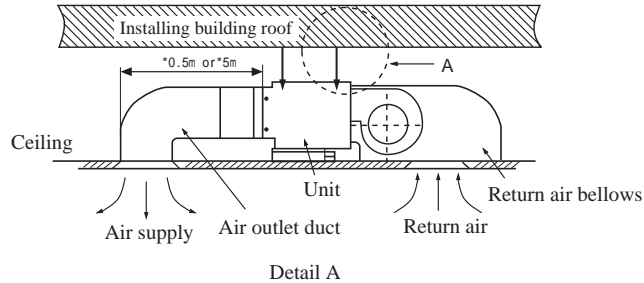 Installing building roof
*0.5m or*5m
A
Ceiling
Unit
Return air bellows
Air supply
Air outlet duct
Return air
Detail A